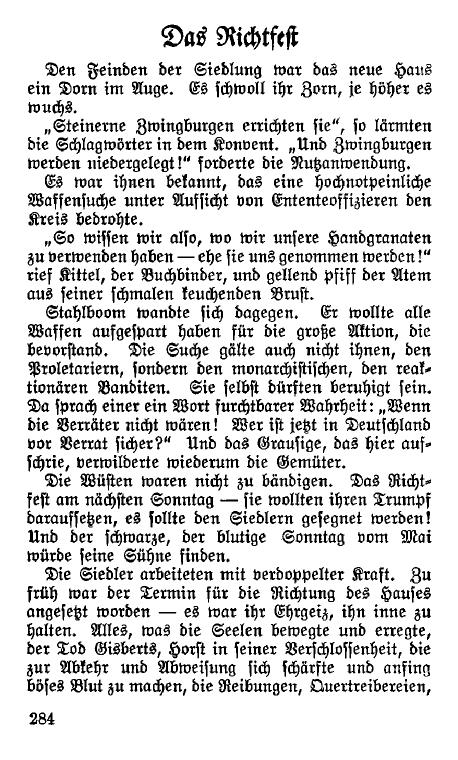 Das Richtfest
Den Feinden der Siedlung war das neue Haus
ein Dorn im Auge. Es schwoll ihr Zorn, je höher es
wuchs.
„Steinerne Zwingburgen errichten sie“, so lärmten
die Schlagwörter in dem Konvent. „Und Zwingburgen
werden niedergelegt!“ forderte die Nutzanwendung.
Es war ihnen bekannt, das eine hochnotpeinliche
Waffensuche unter Aufsicht von Ententeoffizieren den
Kreis bedrohte.
„So wissen wir also, wo wir unsere Handgranaten
zu verwenden haben — ehe sie uns genommen werden!“
rief Kittel, der Buchbinder, und gellend pfiff der Atem
aus seiner schmalen keuchenden Brust.
Stahlboom wandte sich dagegen. Er wollte alle
Waffen aufgespart haben für die große Aktion, die
bevorstand. Die Suche gälte auch nicht ihnen, den
Proletariern, sondern den monarchistischen, den reak-
tionären Banditen. Sie selbst dürften beruhigt sein.
Da sprach einer ein Wort furchtbarer Wahrheit: „Wenn
die Verräter nicht wären! Wer ist jetzt in Deutschland
vor Verrat sicher?“ Und das Grausige, das hier auf-
schrie, verwilderte wiederum die Gemüter.
Die Wüsten waren nicht zu bändigen. Das Richt-
fest am nächsten Sonntag — sie wollten ihren Trumpf
daraufsetzen, es sollte den Siedlern gesegnet werden!
Und der schwarze, der blutige Sonntag vom Mai
würde seine Sühne finden.
Die Siedler arbeiteten mit verdoppelter Kraft. Zu
früh war der Termin für die Richtung des Hauses
angesetzt worden — es war ihr Ehrgeiz, ihn inne zu
halten. Alles, was die Seelen bewegte und erregte,
der Tod Gisberts, Horst in seiner Verschlossenheit, die
zur Abkehr und Abweisung sich schärfte und anfing
böses Blut zu machen, die Reibungen, Quertreibereien,
284